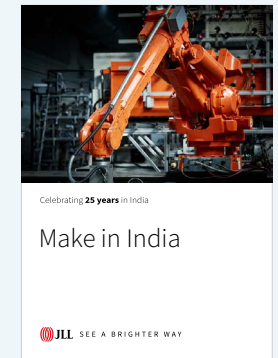 Celebrating 25 years in India
Make in India
JLL SEE A BRIGHTER WAY